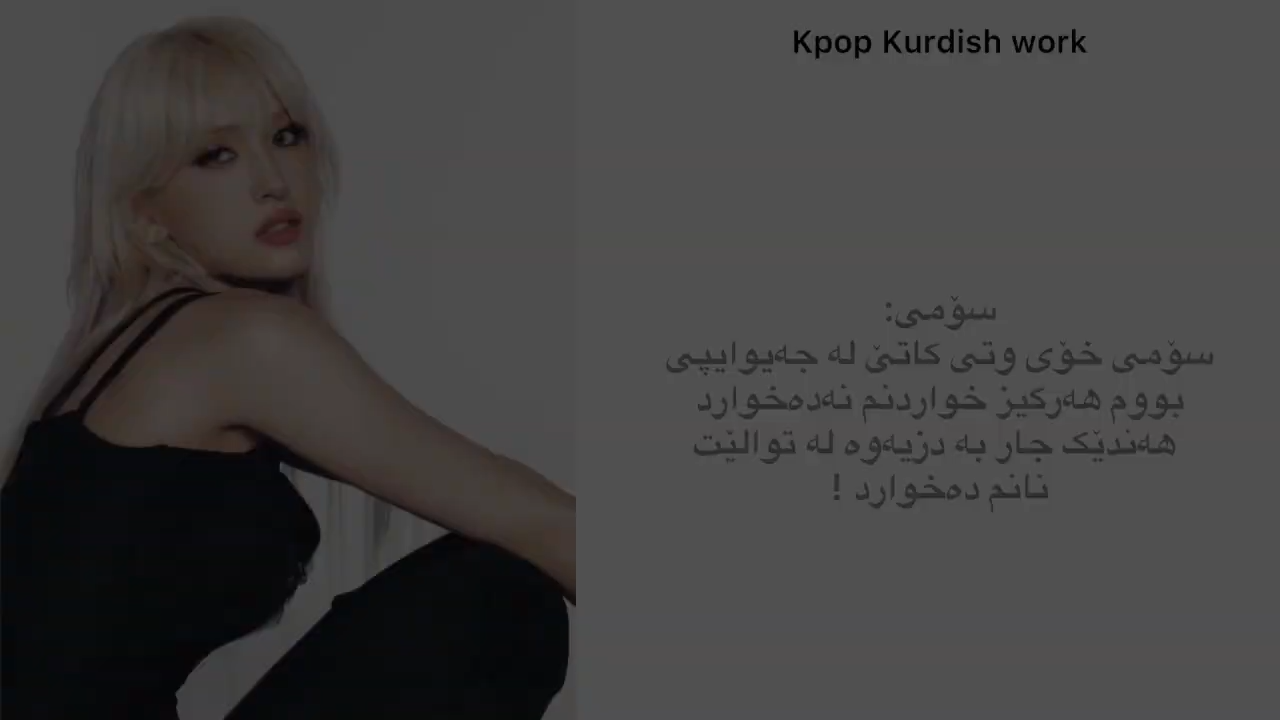 Kpop Kurdish work
سۆمی:
سۆمی خۆی وتی کاتێ لە جەیوایپی
بووم هەرکیز خواردنم نەدەخوارد
هەندێک جار بە دزیەوە لە توالێت
نانم دەخوارد !